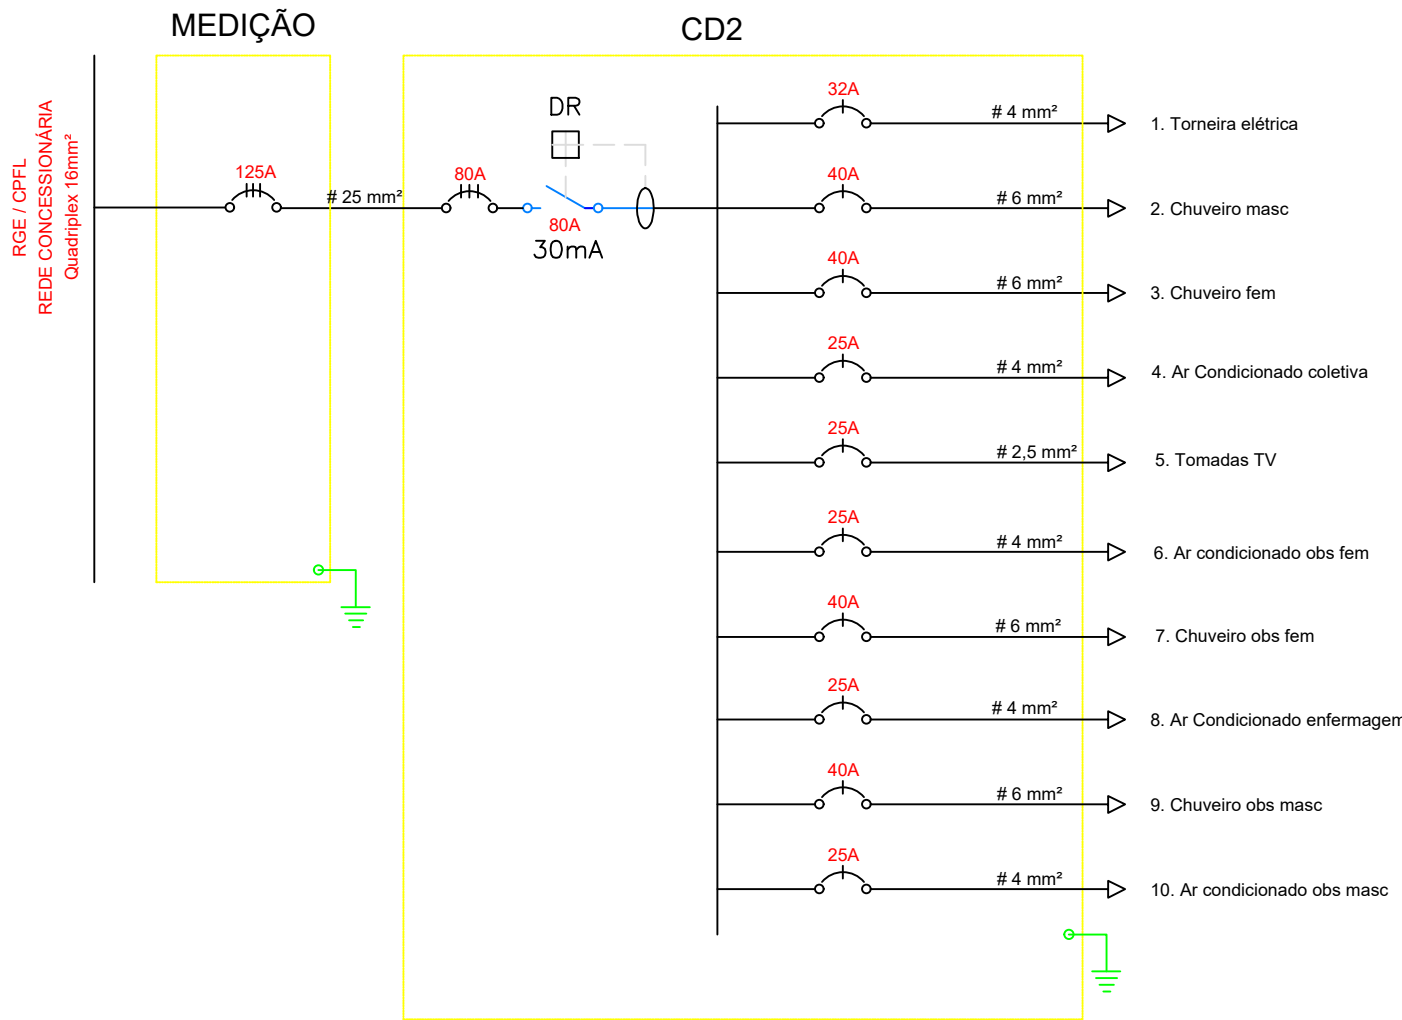 MEDIÇÃO
CD2
RGE / CPFL
REDE CONCESSIONÁRIA
Quadriplex 16mm²
125A
# 25 mm²
80A
DR
80A
30mA
32A
# 4 mm²
1. Torneira elétrica
40A
# 6 mm²
2. Chuveiro masc
40A
# 6 mm²
3. Chuveiro fem
25A
# 4 mm²
4. Ar Condicionado coletiva
25A
# 2,5 mm²
5. Tomadas TV
25A
# 4 mm²
6. Ar condicionado obs fem
40A
# 6 mm²
7. Chuveiro obs fem
25A
# 4 mm²
8. Ar Condicionado enfermagem
40A
# 6 mm²
9. Chuveiro obs masc
25A
# 4 mm²
10. Ar condicionado obs masc